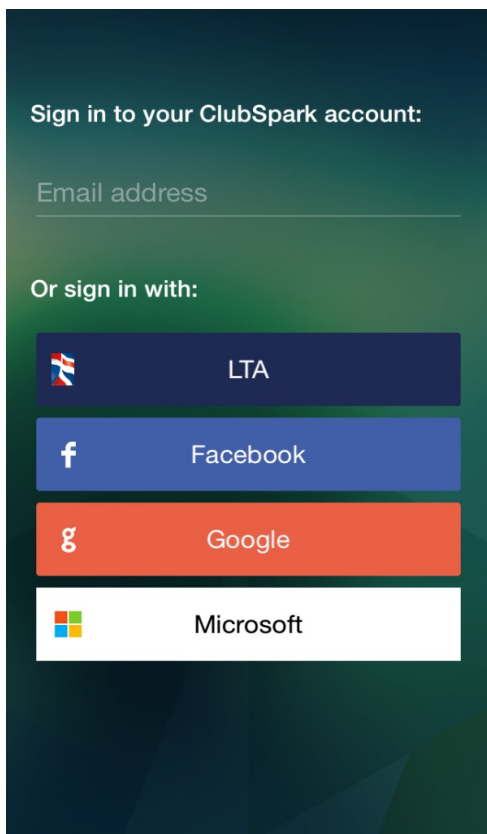 Sign in to your ClubSpark account:
Email address
Or sign in with:
LTA
f Facebook
g Google
Microsoft